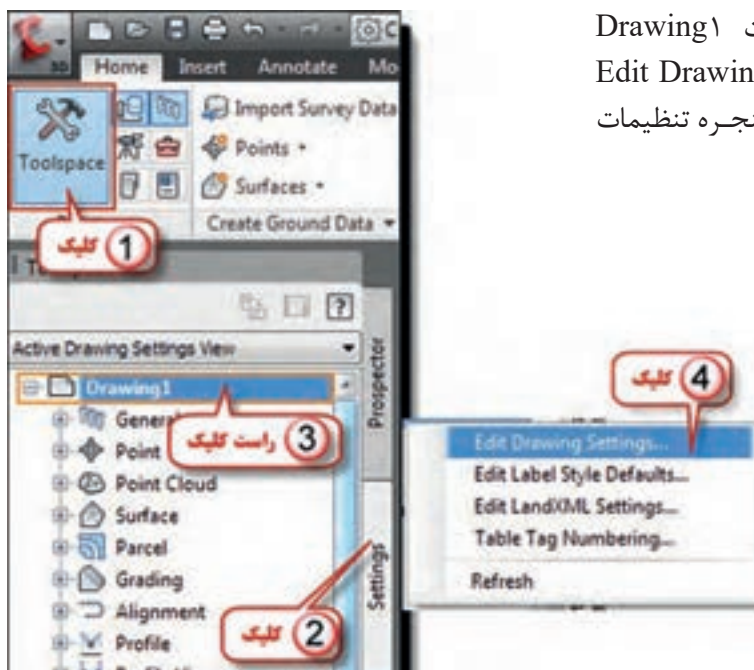 Drawing۱
Edit Drawin
پنجـره تنظیمات
Home Insert Annotate Mo
Toolspace
Import Survey Data
Points
Surfaces
Create Ground Data
1 کلیک
Active Drawing Settings View
Drawing1
General
Point
Point Cloud
Surface
Parcel
Grading
Alignment
Profile
3 راست کلیک
2 کلیک
Prospector
Settings
4 کلیک
Edit Drawing Settings...
Edit Label Style Defaults...
Edit LandXML Settings...
Table Tag Numbering...
Refresh